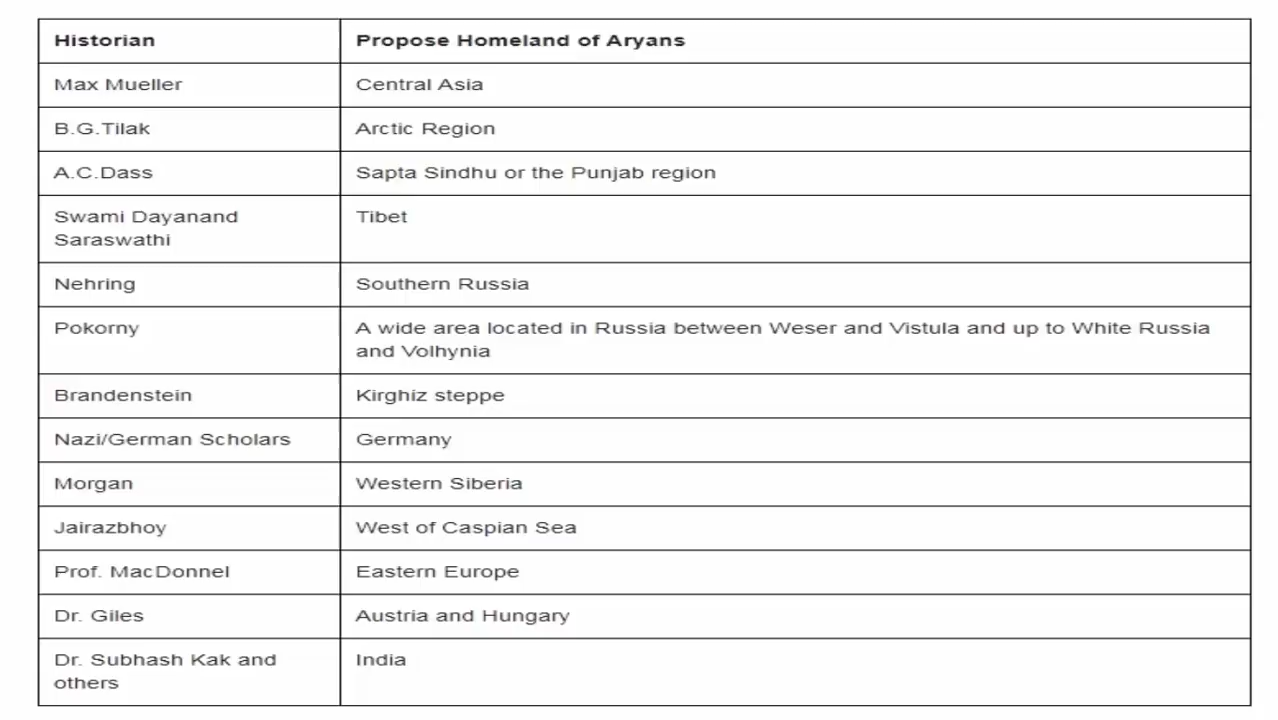 Historian Propose Homeland of Aryans
Max Mueller Central Asia
B.G.Tilak Arctic Region
A.C.Dass Sapta Sindhu or the Punjab region
Swami Dayanand Tibet
Saraswathi
Nehring Southern Russia
Pokorny A wide area located in Russia between Weser and Vistula and up to White Russia
and Volhynia
Brandenstein Kirghiz steppe
Nazi/German Scholars Germany
Morgan Western Siberia
Jairazbhoy West of Caspian Sea
Prof. MacDonnel Eastern Europe
Dr. Giles Austria and Hungary
Dr. Subhash Kak and India
others